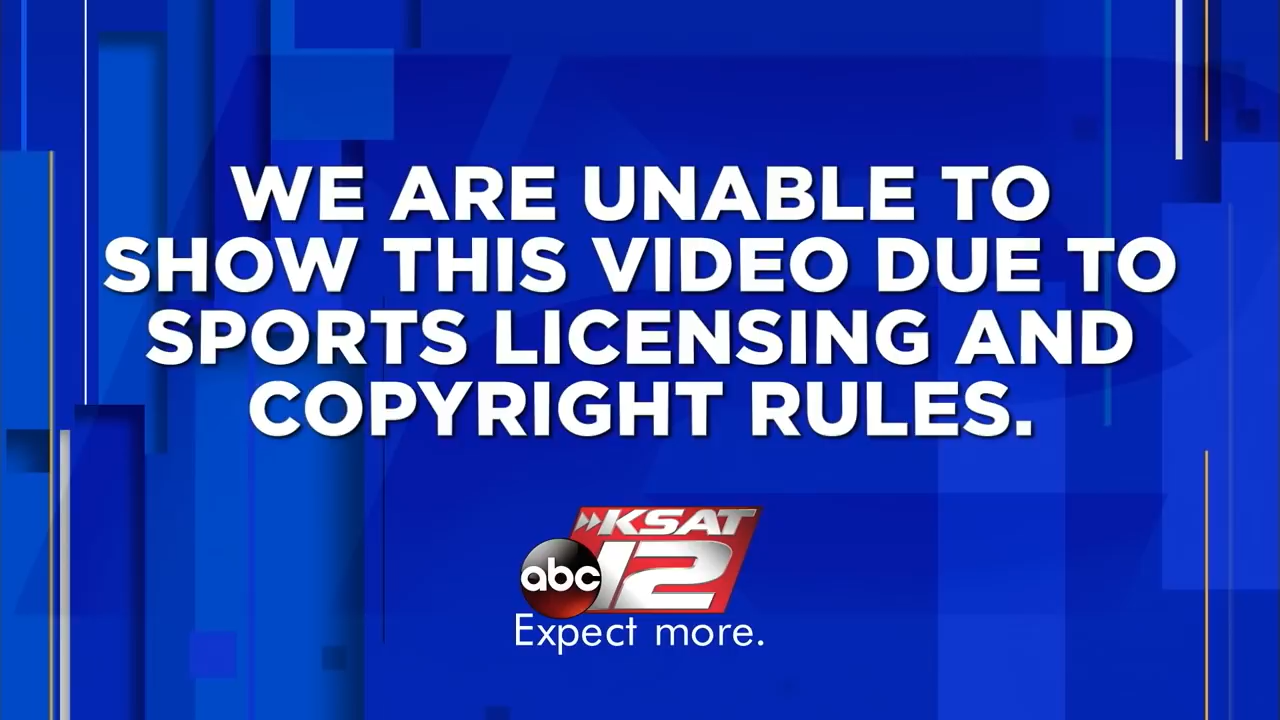 WE ARE UNABLE TO
SHOW THIS VIDEO DUE TO
SPORTS LICENSING AND
COPYRIGHT RULES.
KSAT
abc 12
Expect more.